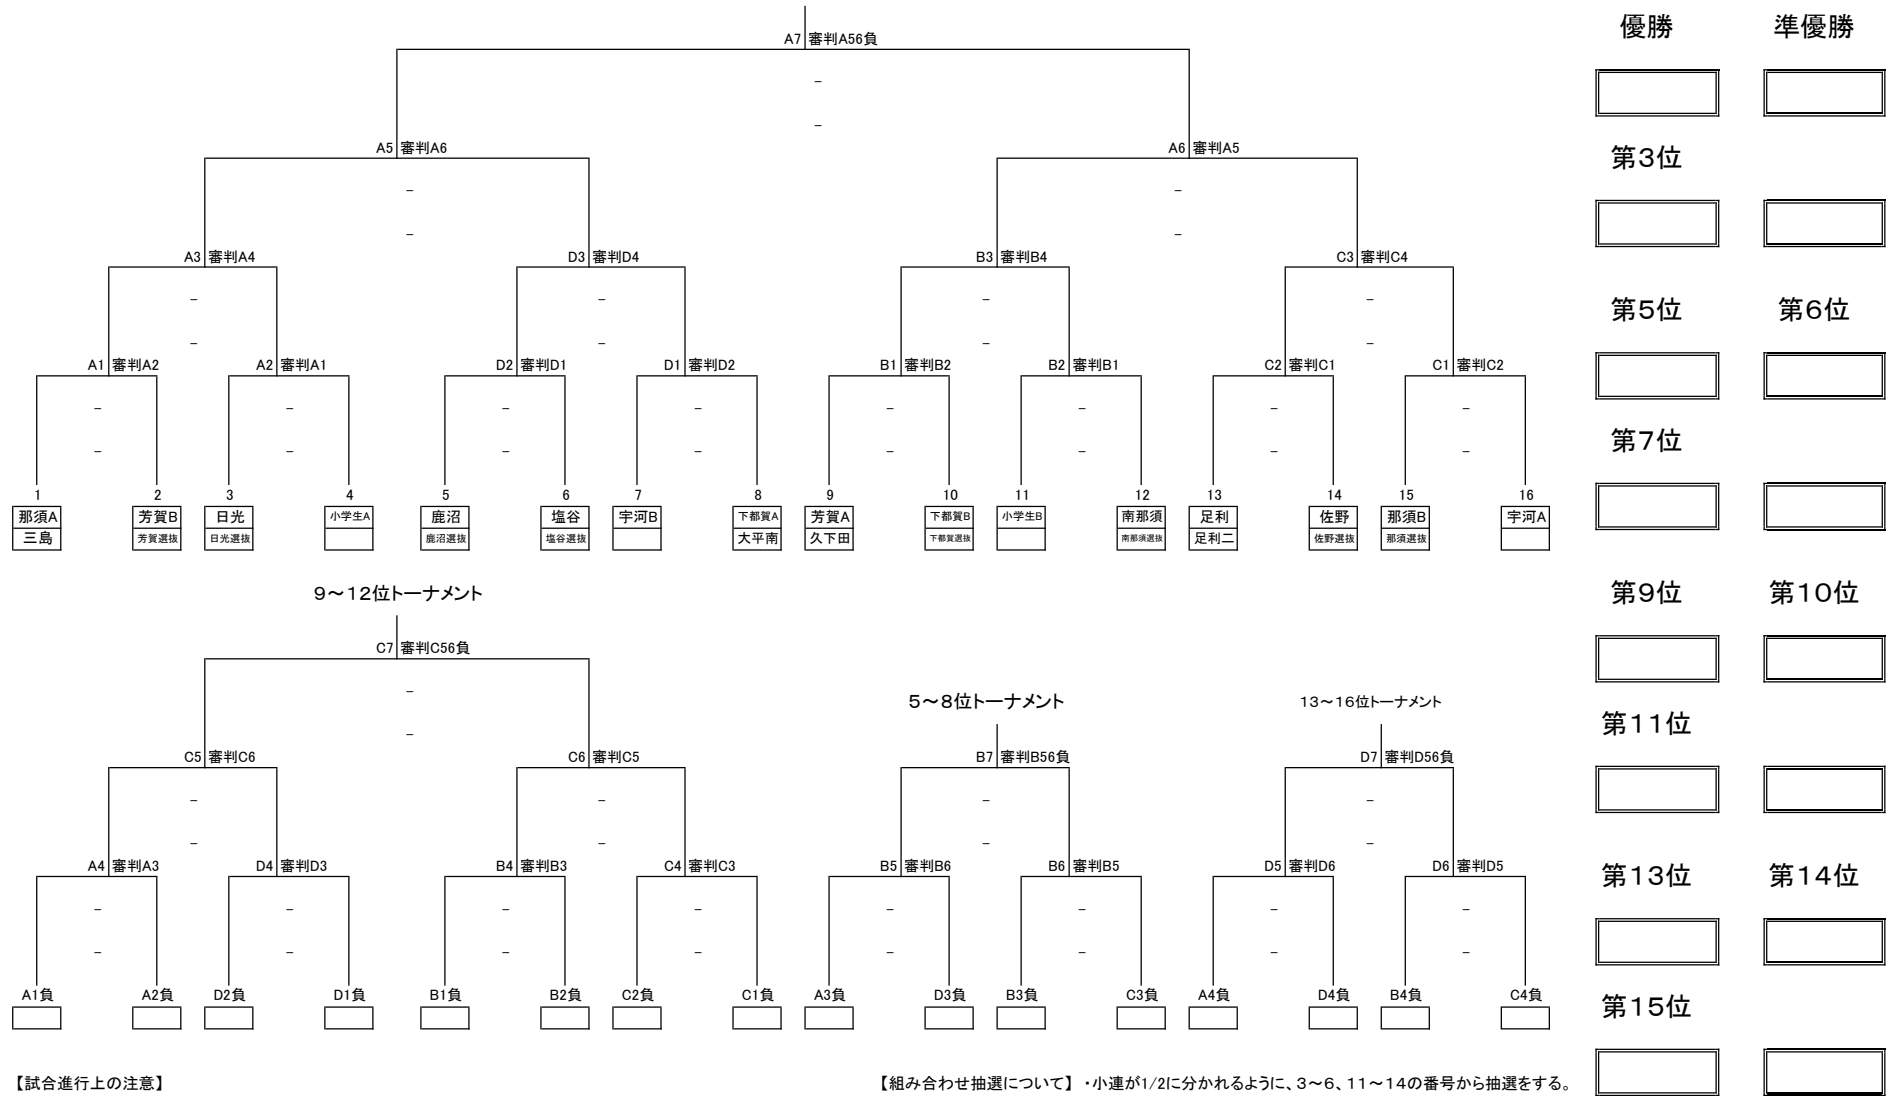 優勝 準優勝
A7 審判A56負
－
－
A5 審判A6 A6 審判A5
第3位
－ －
－ －
A3 審判A4 D3 審判D4 B3 審判B4 C3 審判C4
－ － － －
第5位 第6位
－ － － －
A1 審判A2 A2 審判A1 D2 審判D1 D1 審判D2 B1 審判B2 B2 審判B1 C2 審判C1 C1 審判C2
－ － － － － － － －
第7位
－ － － － － － － －
1 2 3 4 5 6 7 8 9 10 11 12 13 14 15 16
那須A 芳賀B 日光 小学生A 鹿沼 塩谷 宇河B 下都賀A 芳賀A 下都賀B 小学生B 南那須 足利 佐野 那須B 宇河A
三島 芳賀選抜 日光選抜 鹿沼選抜 塩谷選抜 大平南 久下田 下都賀選抜 南那須選抜 足利二 佐野選抜 那須選抜
9～12位トーナメント 第9位 第10位
C7 審判C56負
－
5～8位トーナメント 13～16位トーナメント
第11位
－
C5 審判C6 C6 審判C5 B7 審判B56負 D7 審判D56負
－ － － －
－ － － －
A4 審判A3 D4 審判D3 B4 審判B3 C4 審判C3 B5 審判B6 B6 審判B5 D5 審判D6 D6 審判D5
第13位 第14位
－ － － － － － － －
－ － － － － － － －
A1負 A2負 D2負 D1負 B1負 B2負 C2負 C1負 A3負 D3負 B3負 C3負 A4負 D4負 B4負 C4負
第15位
【試合進行上の注意】 【組み合わせ抽選について】 ・小連が1/2に分かれるように、3～6、11～14の番号から抽選をする。